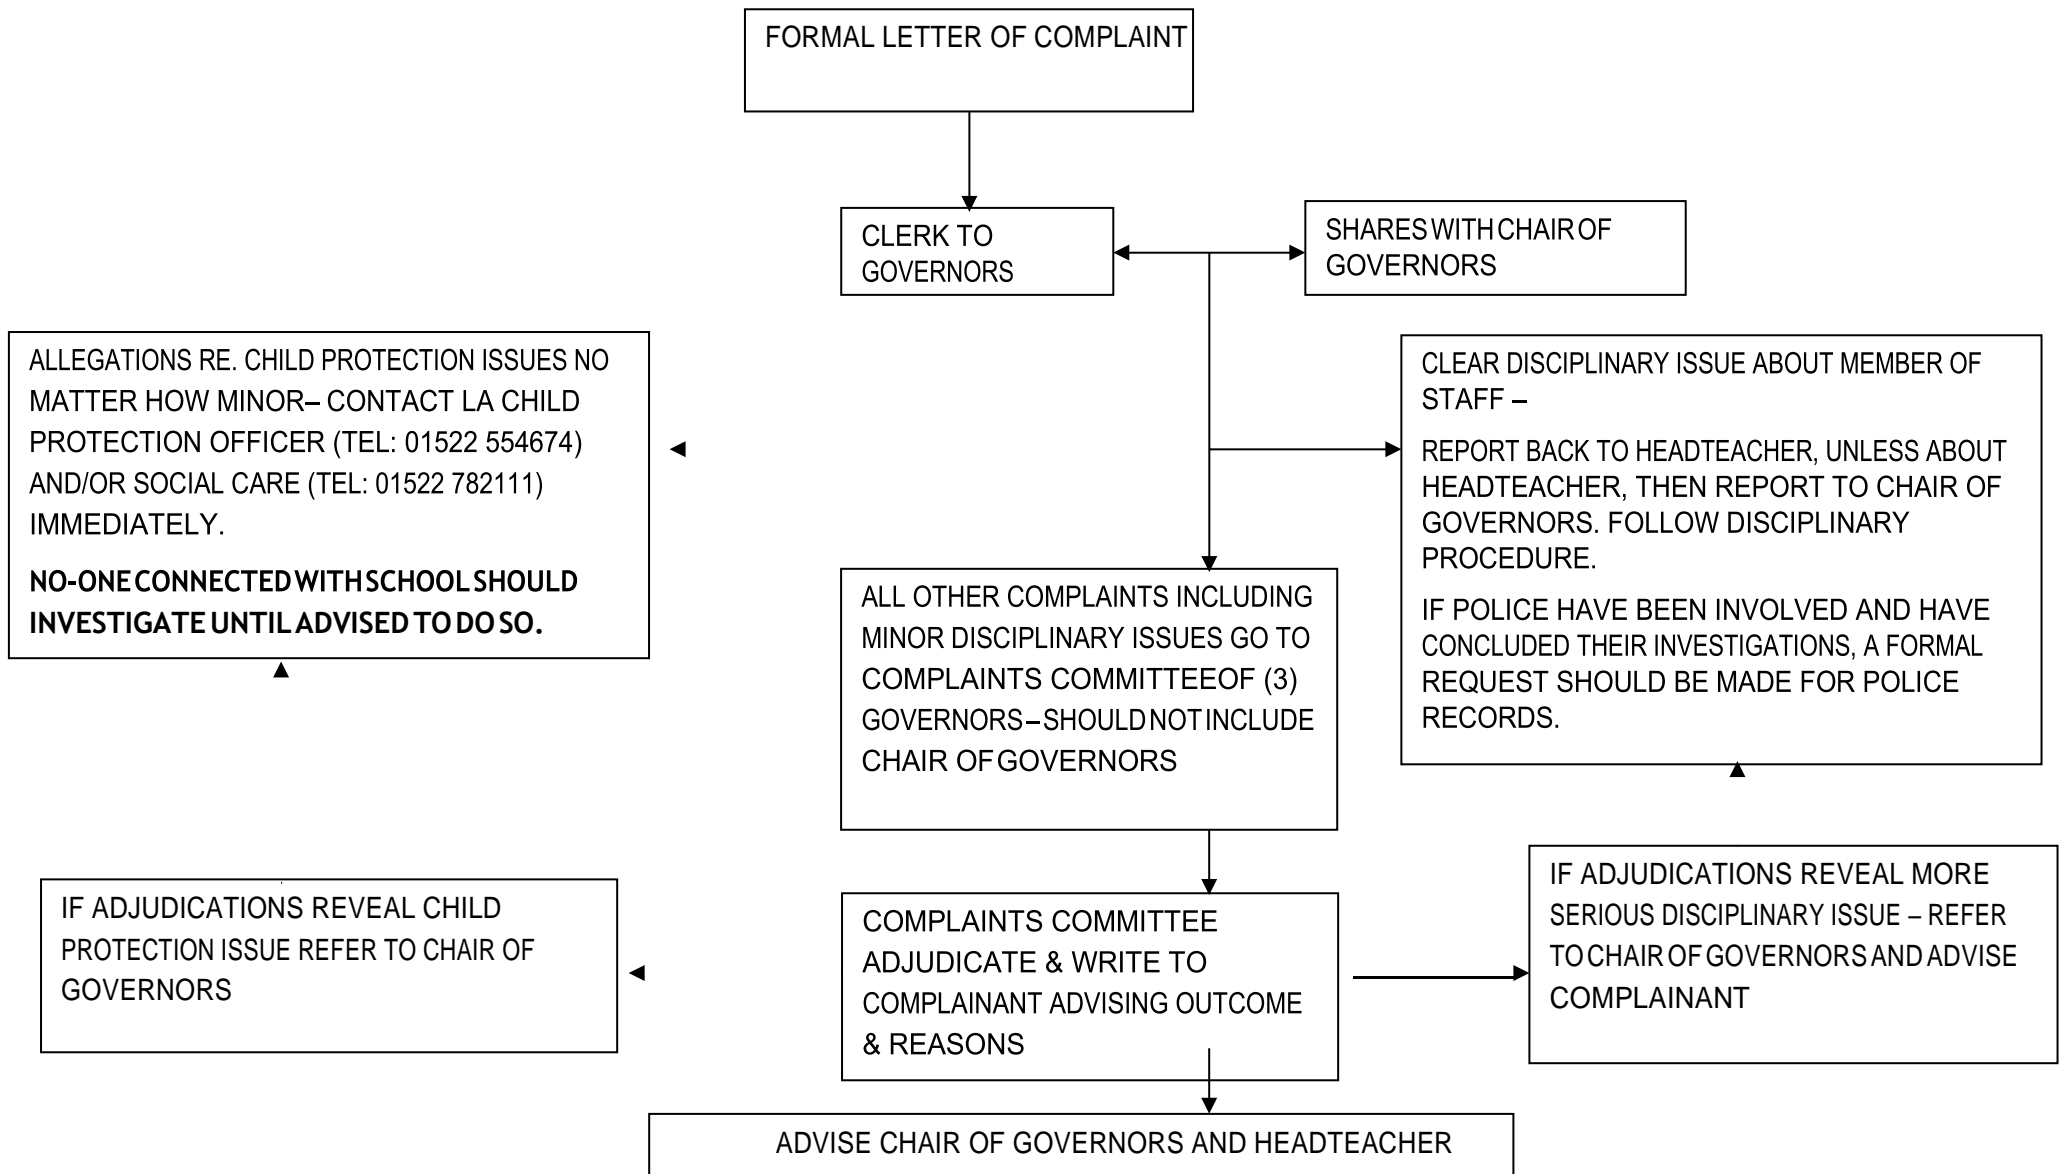 FORMAL LETTER OF COMPLAINT
CLERK TO
GOVERNORS
SHARES WITH CHAIR OF
GOVERNORS
ALLEGATIONS RE. CHILD PROTECTION ISSUES NO
MATTER HOW MINOR– CONTACT LA CHILD
PROTECTION OFFICER (TEL: 01522 554674)
AND/OR SOCIAL CARE (TEL: 01522 782111)
IMMEDIATELY.
NO-ONE CONNECTED WITH SCHOOL SHOULD
INVESTIGATE UNTIL ADVISED TO DO SO.
CLEAR DISCIPLINARY ISSUE ABOUT MEMBER OF
STAFF –
REPORT BACK TO HEADTEACHER, UNLESS ABOUT
HEADTEACHER, THEN REPORT TO CHAIR OF
GOVERNORS. FOLLOW DISCIPLINARY
PROCEDURE.
IF POLICE HAVE BEEN INVOLVED AND HAVE
CONCLUDED THEIR INVESTIGATIONS, A FORMAL
REQUEST SHOULD BE MADE FOR POLICE
RECORDS.
ALL OTHER COMPLAINTS INCLUDING
MINOR DISCIPLINARY ISSUES GO TO
COMPLAINTS COMMITTEEOF (3)
GOVERNORS – SHOULD NOT INCLUDE
CHAIR OF GOVERNORS
IF ADJUDICATIONS REVEAL CHILD
PROTECTION ISSUE REFER TO CHAIR OF
GOVERNORS
COMPLAINTS COMMITTEE
ADJUDICATE & WRITE TO
COMPLAINANT ADVISING OUTCOME
& REASONS
IF ADJUDICATIONS REVEAL MORE
SERIOUS DISCIPLINARY ISSUE – REFER
TO CHAIR OF GOVERNORS AND ADVISE
COMPLAINANT
ADVISE CHAIR OF GOVERNORS AND HEADTEACHER